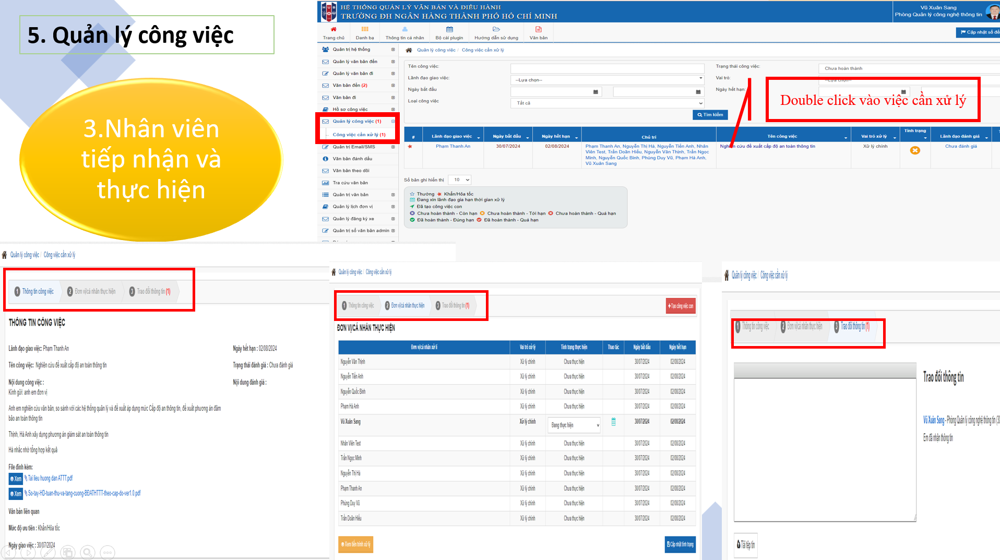 5. Quản lý công việc
3.Nhân viên
tiếp nhận và
thực hiện
HUB
HỆ THỐNG QUẢN LÝ VĂN BẢN VÀ ĐIỀU HÀNH
TRƯỜNG ĐH NGÂN HÀNG THÀNH PHỐ HỒ CHÍ MINH
Vũ Xuân Sang
Phòng Quản lý công nghệ thông tin
Trang chủ
Danh bạ
Thông tin cá nhân
Bộ cài plugin
Hướng dẫn sử dụng
Văn bản
Cập nhật số để
Quản trị hệ thống
Quản lý văn bản đến
Quản lý văn bản đi
Văn bản đến (2)
Văn bản đi
Hồ sơ công việc
Quản lý công việc (1)
Công việc cần xử lý (1)
Quản trị Email/SMS
Văn bản đánh dấu
Văn bản theo dõi
Tra cứu văn bản
Quản trị văn bản
Quản lý lịch đơn vị
Quản lý đăng ký xe
Quản trị sổ văn bản admin
Quản lý công việc / Công việc cần xử lý
Tên công việc:
Trạng thái công việc:
Chưa hoàn thành
Lãnh đạo giao việc:
--Lựa chọn--
Vai trò:
--Lựa chọn--
Ngày bắt đầu
Ngày hết hạn:
Loại công việc
Tất cả
Tìm kiếm
Double click vào việc cần xử lý
# Lãnh đạo giao việc Ngày bắt đầu Ngày hết hạn Chủ trì Tên công việc Vai trò xử lý Tình trạng Lãnh đạo đánh giá
Phạm Thanh An 30/07/2024 02/08/2024 Phạm Thanh An, Nguyễn Thị Hà, Nguyễn Tiến Anh, Nhân Nghiên cứu đề xuất cấp độ an toàn thông tin Xử lý chính Chưa đánh giá
Viên Test, Trần Doãn Hiếu, Nguyễn Văn Thịnh, Trần Ngọc
Minh, Nguyễn Quốc Bình, Phùng Duy Vũ, Phạm Hà Anh,
Vũ Xuân Sang
Số bản ghi hiển thị 10
Thường Khẩn/Hỏa tốc
Đang xin lãnh đạo gia hạn thời gian xử lý
Đã tạo công việc con
Chưa hoàn thành - Còn hạn Chưa hoàn thành - Tới hạn Chưa hoàn thành - Quá hạn
Đã hoàn thành - Đúng hạn Đã hoàn thành - Quá hạn
Quản lý công việc / Công việc cần xử lý
1 Thông tin công việc 2 Đơn vị/cá nhân thực hiện 3 Trao đổi thông tin (1)
THÔNG TIN CÔNG VIỆC
Lãnh đạo giao việc: Phạm Thanh An
Ngày hết hạn : 02/08/2024
Tên công việc: Nghiên cứu đề xuất cấp độ an toàn thông tin
Trạng thái đánh giá : Chưa đánh giá
Nội dung công việc :
Nội dung đánh giá :
Kính gửi: anh em đơn vị
Anh em nghiên cứu văn bản, so sánh với các hệ thống quản lý và đề xuất áp dụng mức Cấp độ an thông tin, đề xuất phương án đảm
bảo an toàn thông tin
Thịnh, Hà Anh xây dựng phương án giám sát an toàn thông tin
Hà nhắc nhở tổng hợp kết quả
File đính kèm:
Xem Tai lieu huong dan ATTT.pdf
Xem So-tay-HD-tuan-thu-va-tang-cuong-BĐATHTTT-theo-cap-do-ver1.0.pdf
Văn bản liên quan
Mức độ ưu tiên : Khẩn/Hỏa tốc
Ngày giao việc : 30/07/2024
Quản lý công việc / Công việc cần xử lý
1 Thông tin công việc 2 Đơn vị/cá nhân thực hiện 3 Trao đổi thông tin (1)
+Tạo công việc con
ĐƠN VỊ/CÁ NHÂN THỰC HIỆN
Đơn vị/cá nhân xử lí Vai trò xử lý Tình trạng thực hiện Thao tác Ngày bắt đầu Ngày hết hạn
Nguyễn Văn Thịnh Xử lý chính Chưa thực hiện 30/07/2024 02/08/2024
Nguyễn Tiến Anh Xử lý chính Chưa thực hiện 30/07/2024 02/08/2024
Nguyễn Quốc Bình Xử lý chính Chưa thực hiện 30/07/2024 02/08/2024
Phạm Hà Anh Xử lý chính Chưa thực hiện 30/07/2024 02/08/2024
Vũ Xuân Sang Xử lý chính Đang thực hiện 30/07/2024 02/08/2024
Nhân Viên Test Xử lý chính Chưa thực hiện 30/07/2024 02/08/2024
Trần Ngọc Minh Xử lý chính Chưa thực hiện 30/07/2024 02/08/2024
Nguyễn Thị Hà Xử lý chính Chưa thực hiện 30/07/2024 02/08/2024
Phạm Thanh An Xử lý chính Chưa thực hiện 30/07/2024 02/08/2024
Phùng Duy Vũ Xử lý chính Chưa thực hiện 30/07/2024 02/08/2024
Trần Doãn Hiếu Xử lý chính Chưa thực hiện 30/07/2024 02/08/2024
Xem tiến trình xử lý
Cập nhật tình trạng
Quản lý công việc / Công việc cần xử lý
1 Thông tin công việc 2 Đơn vị/cá nhân thực hiện 3 Trao đổi thông tin (1)
Trao đổi thông tin
Vũ Xuân Sang - Phòng Quản lý công nghệ thông tin (30
Em đã nhận thông tin
Tải tệp tin